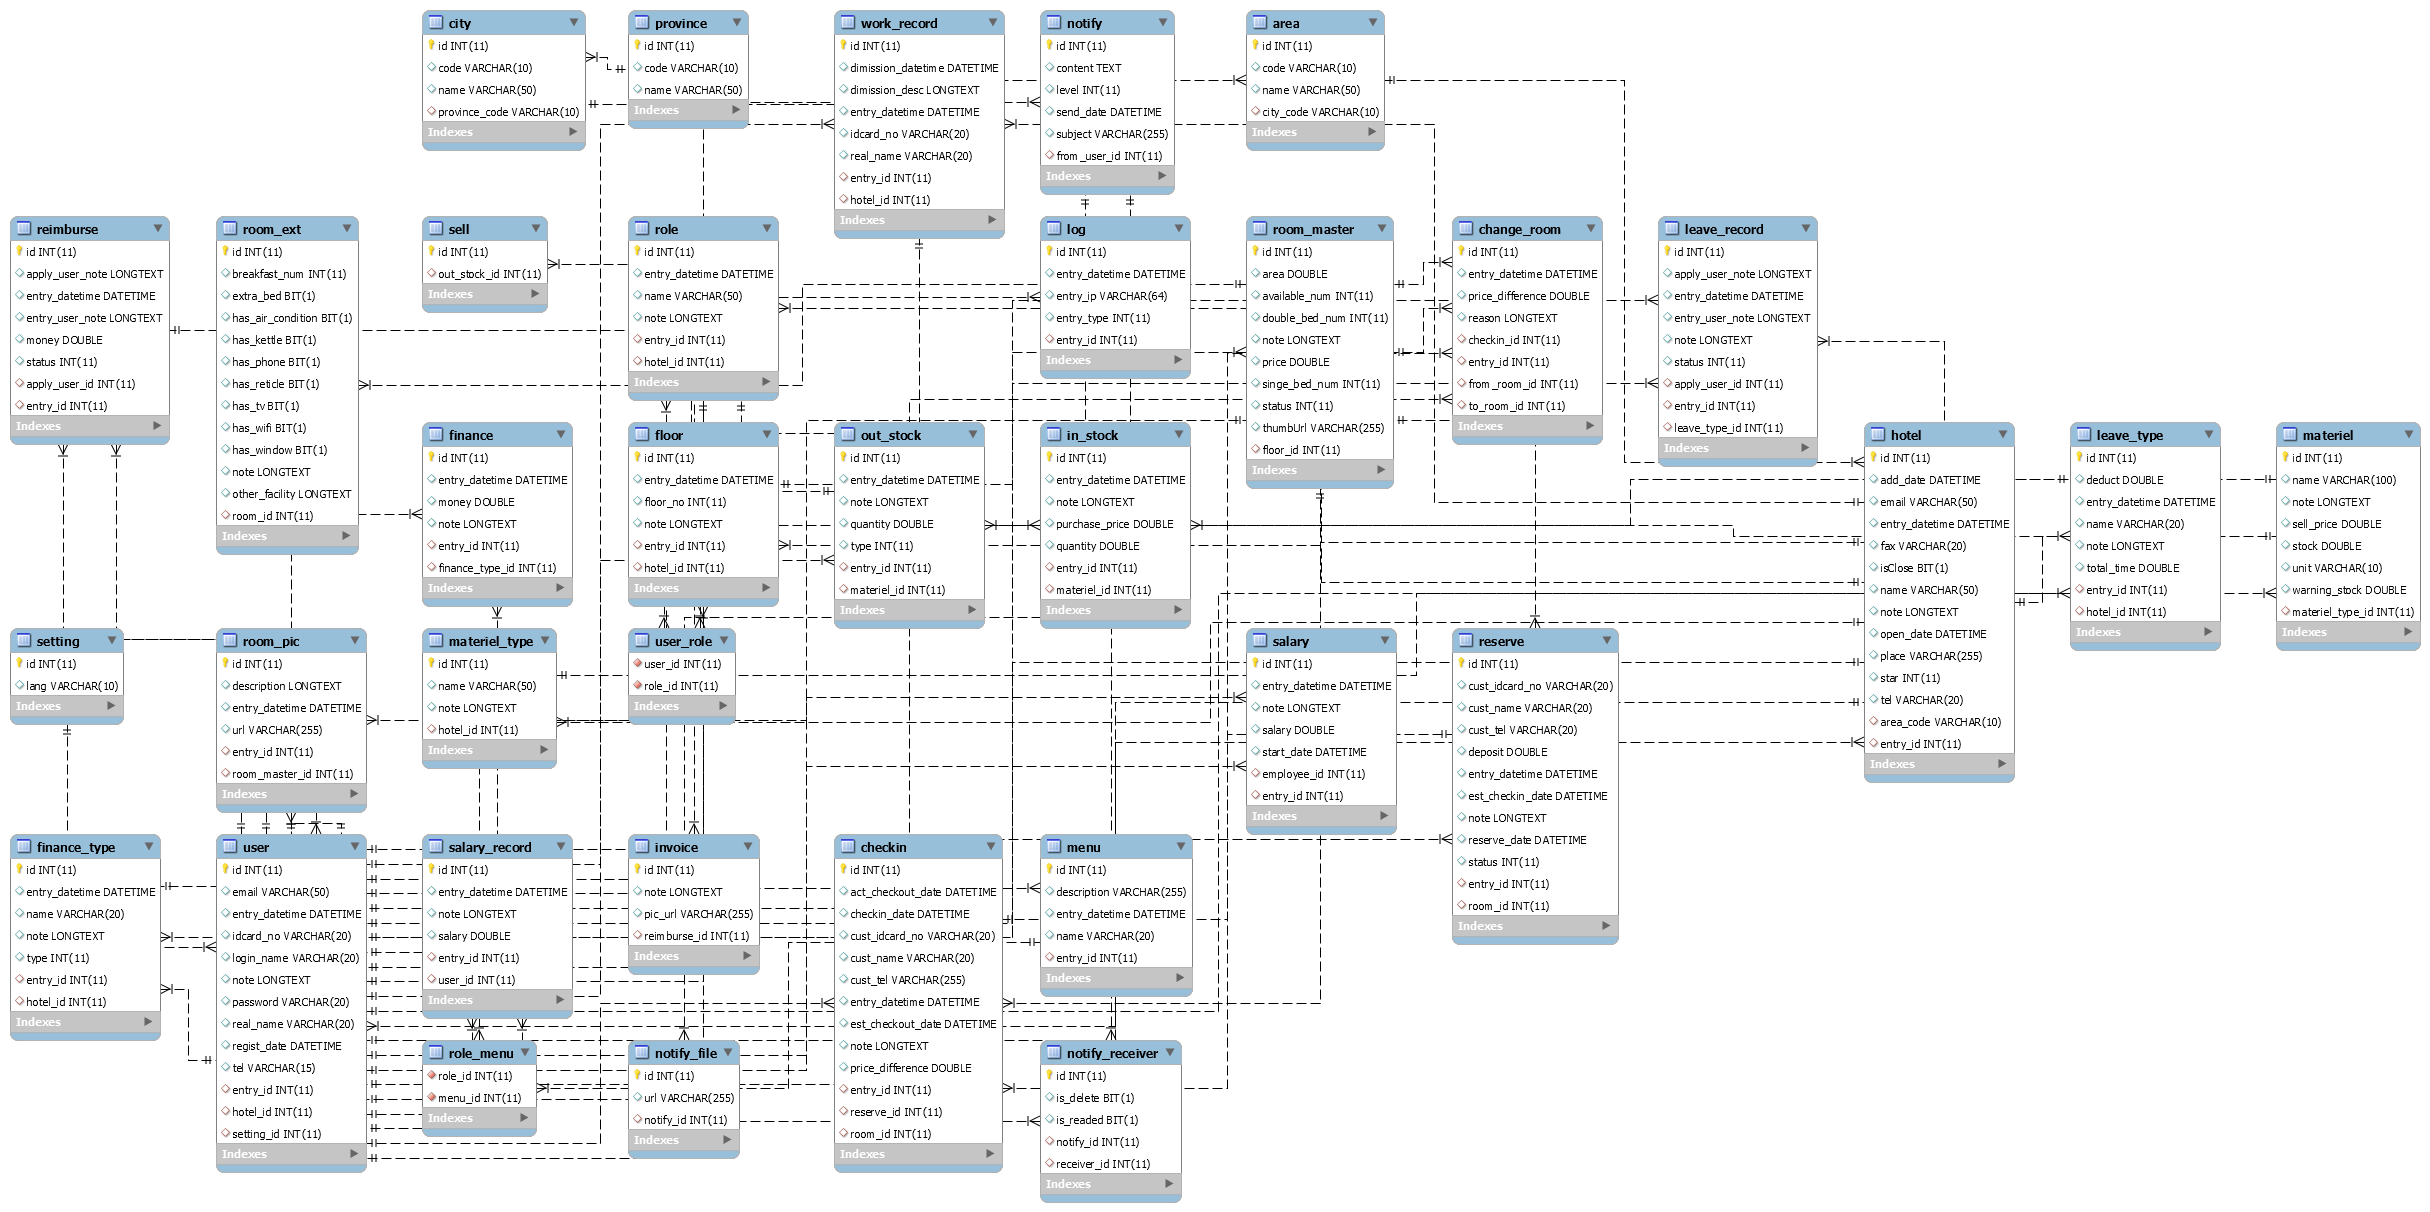 city
id INT(11)
code VARCHAR(10)
name VARCHAR(50)
province_code VARCHAR(10)
Indexes
province
id INT(11)
code VARCHAR(10)
name VARCHAR(50)
Indexes
work_record
id INT(11)
dimission_datetime DATETIME
dimission_desc LONGTEXT
entry_datetime DATETIME
idcard_no VARCHAR(20)
real_name VARCHAR(20)
entry_id INT(11)
hotel_id INT(11)
Indexes
notify
id INT(11)
content TEXT
level INT(11)
send_date DATETIME
subject VARCHAR(255)
from_user_id INT(11)
Indexes
area
id INT(11)
code VARCHAR(10)
name VARCHAR(50)
city_code VARCHAR(10)
Indexes
reimburse
id INT(11)
apply_user_note LONGTEXT
entry_datetime DATETIME
entry_user_note LONGTEXT
money DOUBLE
status INT(11)
apply_user_id INT(11)
entry_id INT(11)
Indexes
room_ext
id INT(11)
breakfast_num INT(11)
extra_bed BIT(1)
has_air_condition BIT(1)
has_kettle BIT(1)
has_phone BIT(1)
has_reticle BIT(1)
has_tv BIT(1)
has_wifi BIT(1)
has_window BIT(1)
note LONGTEXT
other_facility LONGTEXT
room_id INT(11)
Indexes
sell
id INT(11)
out_stock_id INT(11)
Indexes
role
id INT(11)
entry_datetime DATETIME
name VARCHAR(50)
note LONGTEXT
entry_id INT(11)
hotel_id INT(11)
Indexes
log
id INT(11)
entry_datetime DATETIME
entry_ip VARCHAR(64)
entry_type INT(11)
entry_id INT(11)
Indexes
room_master
id INT(11)
area DOUBLE
available_num INT(11)
double_bed_num INT(11)
note LONGTEXT
price DOUBLE
singe_bed_num INT(11)
status INT(11)
thumbUrl VARCHAR(255)
floor_id INT(11)
Indexes
change_room
id INT(11)
entry_datetime DATETIME
price_difference DOUBLE
reason LONGTEXT
checkin_id INT(11)
entry_id INT(11)
from_room_id INT(11)
to_room_id INT(11)
Indexes
leave_record
id INT(11)
apply_user_note LONGTEXT
entry_datetime DATETIME
entry_user_note LONGTEXT
note LONGTEXT
status INT(11)
apply_user_id INT(11)
entry_id INT(11)
leave_type_id INT(11)
Indexes
finance
id INT(11)
entry_datetime DATETIME
money DOUBLE
note LONGTEXT
entry_id INT(11)
finance_type_id INT(11)
Indexes
floor
id INT(11)
entry_datetime DATETIME
floor_no INT(11)
note LONGTEXT
entry_id INT(11)
hotel_id INT(11)
Indexes
out_stock
id INT(11)
entry_datetime DATETIME
note LONGTEXT
quantity DOUBLE
type INT(11)
entry_id INT(11)
materiel_id INT(11)
Indexes
in_stock
id INT(11)
entry_datetime DATETIME
note LONGTEXT
purchase_price DOUBLE
quantity DOUBLE
entry_id INT(11)
materiel_id INT(11)
Indexes
hotel
id INT(11)
add_date DATETIME
email VARCHAR(50)
entry_datetime DATETIME
fax VARCHAR(20)
isClose BIT(1)
name VARCHAR(50)
note LONGTEXT
open_date DATETIME
place VARCHAR(255)
star INT(11)
tel VARCHAR(20)
area_code VARCHAR(10)
entry_id INT(11)
Indexes
leave_type
id INT(11)
deduct DOUBLE
entry_datetime DATETIME
name VARCHAR(20)
note LONGTEXT
total_time DOUBLE
entry_id INT(11)
hotel_id INT(11)
Indexes
materiel
id INT(11)
name VARCHAR(100)
note LONGTEXT
sell_price DOUBLE
stock DOUBLE
unit VARCHAR(10)
warning_stock DOUBLE
materiel_type_id INT(11)
Indexes
setting
id INT(11)
lang VARCHAR(10)
Indexes
room_pic
id INT(11)
description LONGTEXT
entry_datetime DATETIME
url VARCHAR(255)
entry_id INT(11)
room_master_id INT(11)
Indexes
materiel_type
id INT(11)
name VARCHAR(50)
note LONGTEXT
hotel_id INT(11)
Indexes
user_role
user_id INT(11)
role_id INT(11)
Indexes
salary
id INT(11)
entry_datetime DATETIME
note LONGTEXT
salary DOUBLE
start_date DATETIME
employee_id INT(11)
entry_id INT(11)
Indexes
reserve
id INT(11)
cust_idcard_no VARCHAR(20)
cust_name VARCHAR(20)
cust_tel VARCHAR(20)
deposit DOUBLE
entry_datetime DATETIME
est_checkin_date DATETIME
note LONGTEXT
reserve_date DATETIME
status INT(11)
entry_id INT(11)
room_id INT(11)
Indexes
finance_type
id INT(11)
entry_datetime DATETIME
name VARCHAR(20)
note LONGTEXT
type INT(11)
entry_id INT(11)
hotel_id INT(11)
Indexes
user
id INT(11)
email VARCHAR(50)
entry_datetime DATETIME
idcard_no VARCHAR(20)
login_name VARCHAR(20)
note LONGTEXT
password VARCHAR(20)
real_name VARCHAR(20)
regist_date DATETIME
tel VARCHAR(15)
entry_id INT(11)
hotel_id INT(11)
setting_id INT(11)
Indexes
salary_record
id INT(11)
entry_datetime DATETIME
note LONGTEXT
salary DOUBLE
entry_id INT(11)
user_id INT(11)
Indexes
invoice
id INT(11)
note LONGTEXT
pic_url VARCHAR(255)
reimburse_id INT(11)
Indexes
checkin
id INT(11)
act_checkout_date DATETIME
checkin_date DATETIME
cust_idcard_no VARCHAR(20)
cust_name VARCHAR(20)
cust_tel VARCHAR(255)
entry_datetime DATETIME
est_checkout_date DATETIME
note LONGTEXT
price_difference DOUBLE
entry_id INT(11)
reserve_id INT(11)
room_id INT(11)
Indexes
menu
id INT(11)
description VARCHAR(255)
entry_datetime DATETIME
name VARCHAR(20)
entry_id INT(11)
Indexes
role_menu
role_id INT(11)
menu_id INT(11)
Indexes
notify_file
id INT(11)
url VARCHAR(255)
notify_id INT(11)
Indexes
notify_receiver
id INT(11)
is_delete BIT(1)
is_readed BIT(1)
notify_id INT(11)
receiver_id INT(11)
Indexes